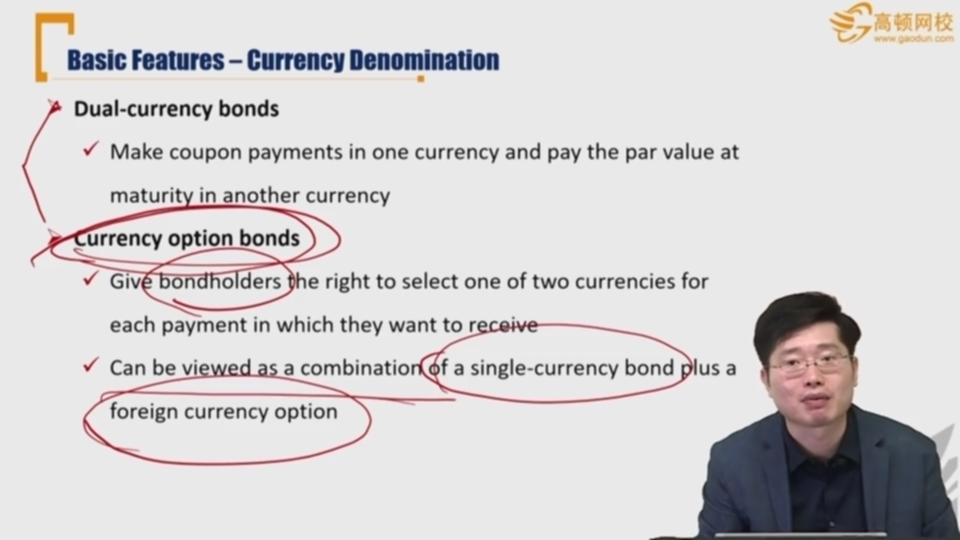 高顿网校
www.gaodun.com
Basic Features – Currency Denomination
Dual-currency bonds
Make coupon payments in one currency and pay the par value at
maturity in another currency
Currency option bonds
Give bondholders the right to select one of two currencies for
each payment in which they want to receive
Can be viewed as a combination of a single-currency bond plus a
foreign currency option